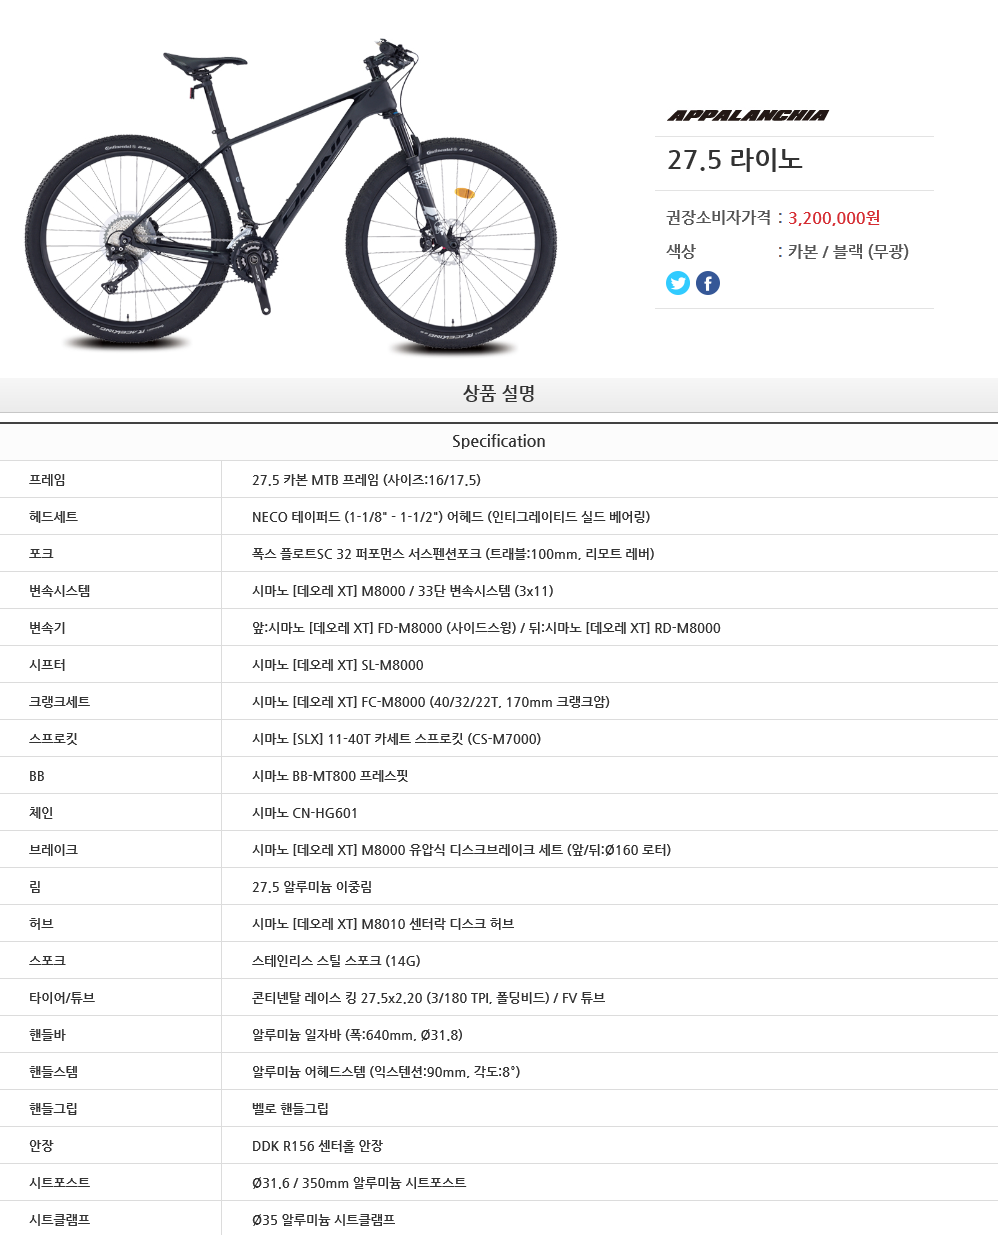 APPALANCHIA
27.5 라이노
권장소비자가격 : 3,200,000원
색상 : 카본 / 블랙 (무광)
상품 설명
Specification
프레임 27.5 카본 MTB 프레임 (사이즈:16/17.5)
헤드세트 NECO 테이퍼드 (1-1/8" - 1-1/2") 어헤드 (인티그레이티드 실드 베어링)
포크 폭스 플로트SC 32 퍼포먼스 서스펜션포크 (트래블:100mm, 리모트 레버)
변속시스템 시마노 [데오레 XT] M8000 / 33단 변속시스템 (3x11)
변속기 앞:시마노 [데오레 XT] FD-M8000 (사이드스윙) / 뒤:시마노 [데오레 XT] RD-M8000
시프터 시마노 [데오레 XT] SL-M8000
크랭크세트 시마노 [데오레 XT] FC-M8000 (40/32/22T, 170mm 크랭크암)
스프로킷 시마노 [SLX] 11-40T 카세트 스프로킷 (CS-M7000)
BB 시마노 BB-MT800 프레스핏
체인 시마노 CN-HG601
브레이크 시마노 [데오레 XT] M8000 유압식 디스크브레이크 세트 (앞/뒤:Ø160 로터)
림 27.5 알루미늄 이중림
허브 시마노 [데오레 XT] M8010 센터락 디스크 허브
스포크 스테인리스 스틸 스포크 (14G)
타이어/튜브 콘티넨탈 레이스 킹 27.5x2.20 (3/180 TPI, 폴딩비드) / FV 튜브
핸들바 알루미늄 일자바 (폭:640mm, Ø31.8)
핸들스템 알루미늄 어헤드스템 (익스텐션:90mm, 각도:8°)
핸들그립 벨로 핸들그립
안장 DDK R156 센터홀 안장
시트포스트 Ø31.6 / 350mm 알루미늄 시트포스트
시트클램프 Ø35 알루미늄 시트클램프